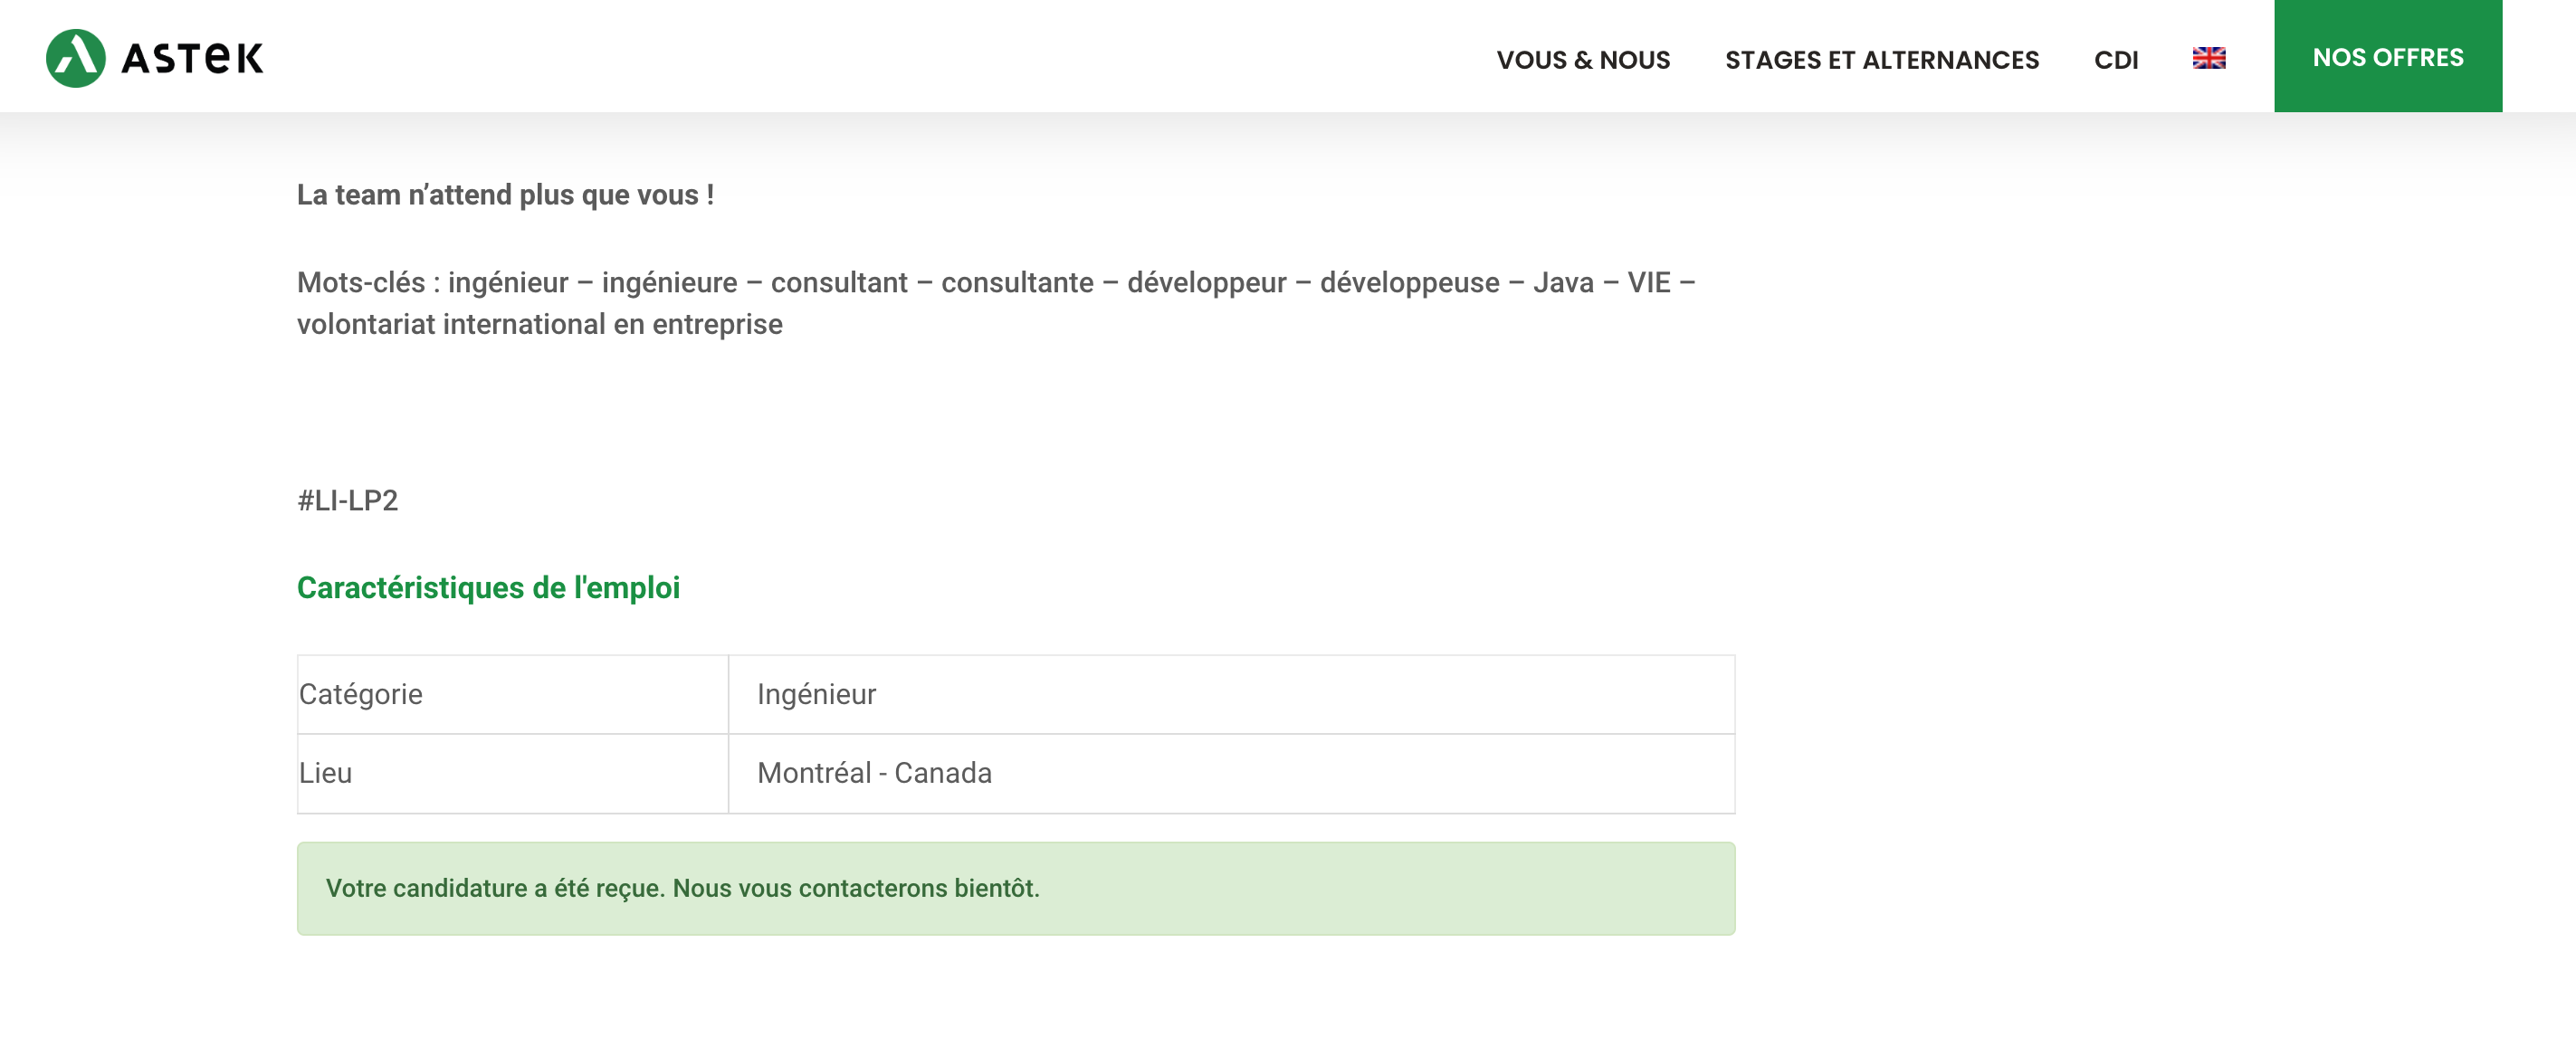 ASTEK
VOUS & NOUS
STAGES ET ALTERNANCES
CDI
NOS OFFRES
La team n’attend plus que vous !
Mots-clés : ingénieur – ingénieure – consultant – consultante – développeur – développeuse – Java – VIE –
volontariat international en entreprise
#LI-LP2
Caractéristiques de l'emploi
Catégorie
Ingénieur
Lieu
Montréal - Canada
Votre candidature a été reçue. Nous vous contacterons bientôt.